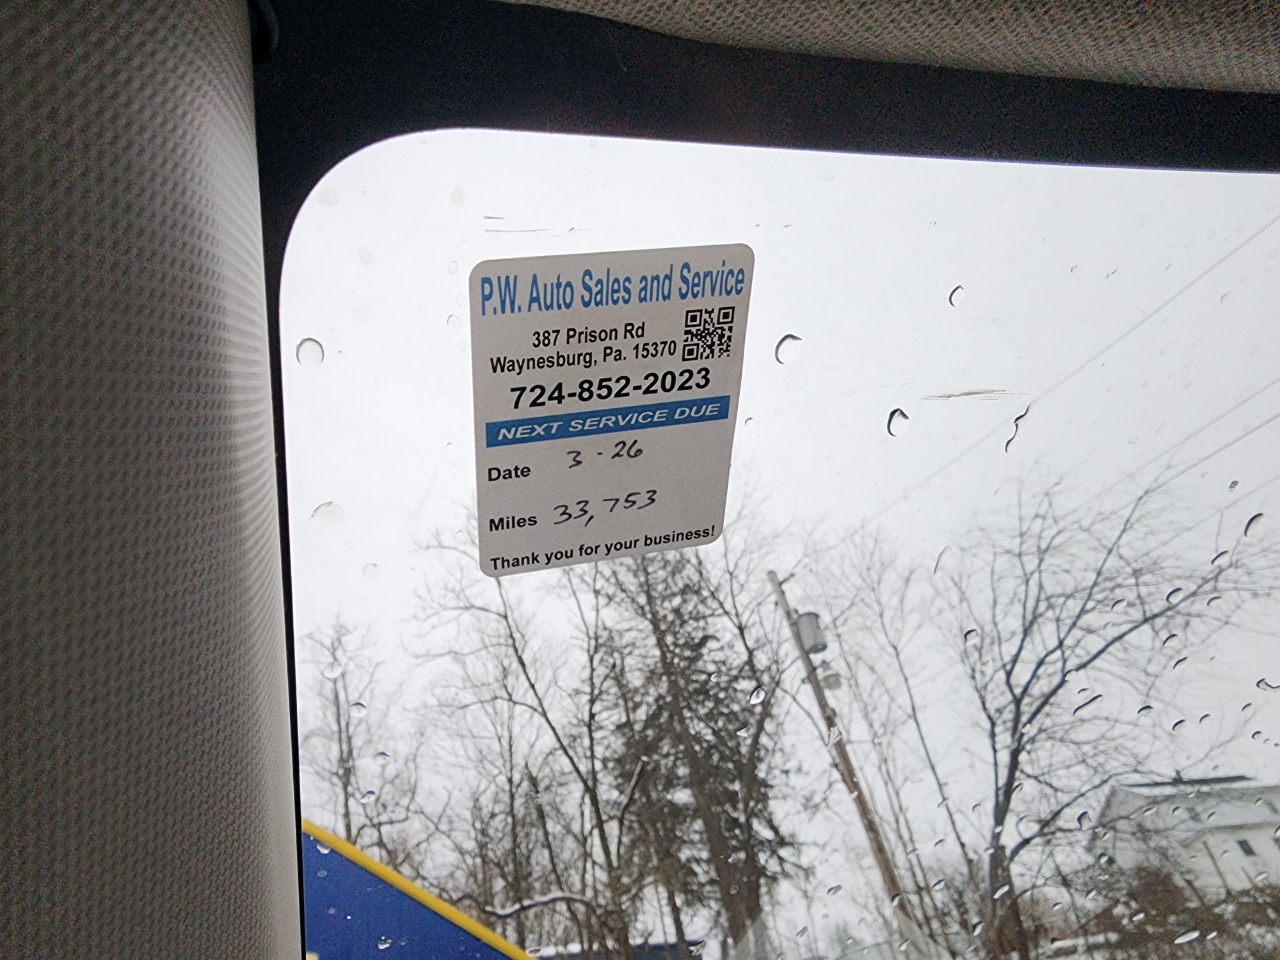 P.W. Auto Sales and Service
387 Prison Rd
Waynesburg, Pa. 15370
724-852-2023
NEXT SERVICE DUE
Date 3-26
Miles 33,753
Thank you for your business!